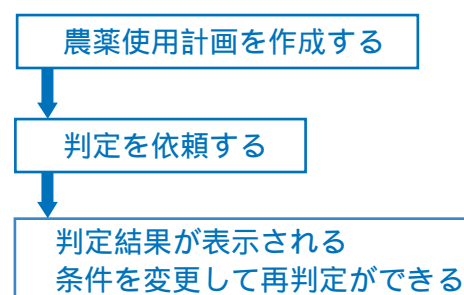 農薬使用計画を作成する
判定を依頼する
判定結果が表示される
条件を変更して再判定ができる